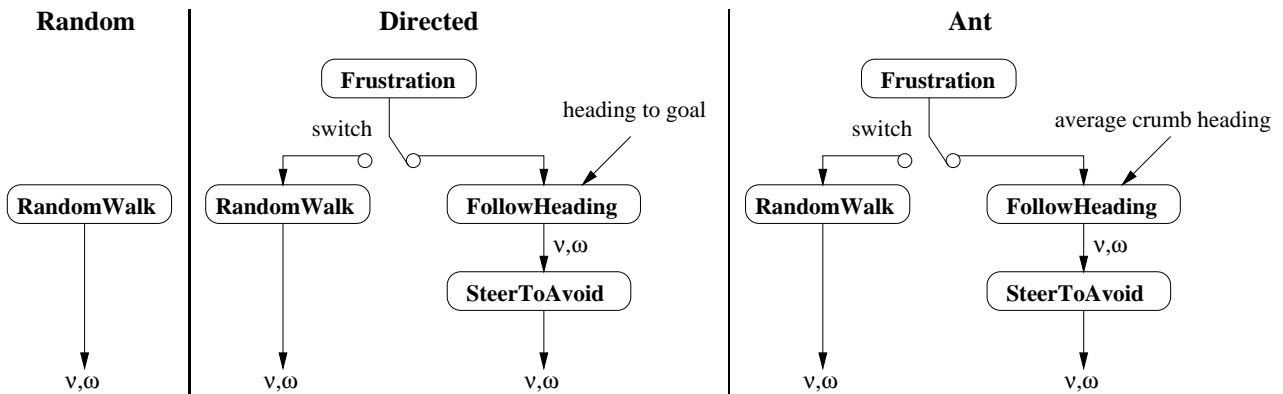 Random
RandomWalk
ν,ω
Directed
Frustration
switch
heading to goal
RandomWalk
FollowHeading
ν,ω
SteerToAvoid
ν,ω
ν,ω
Ant
Frustration
switch
average crumb heading
RandomWalk
FollowHeading
ν,ω
SteerToAvoid
ν,ω
ν,ω